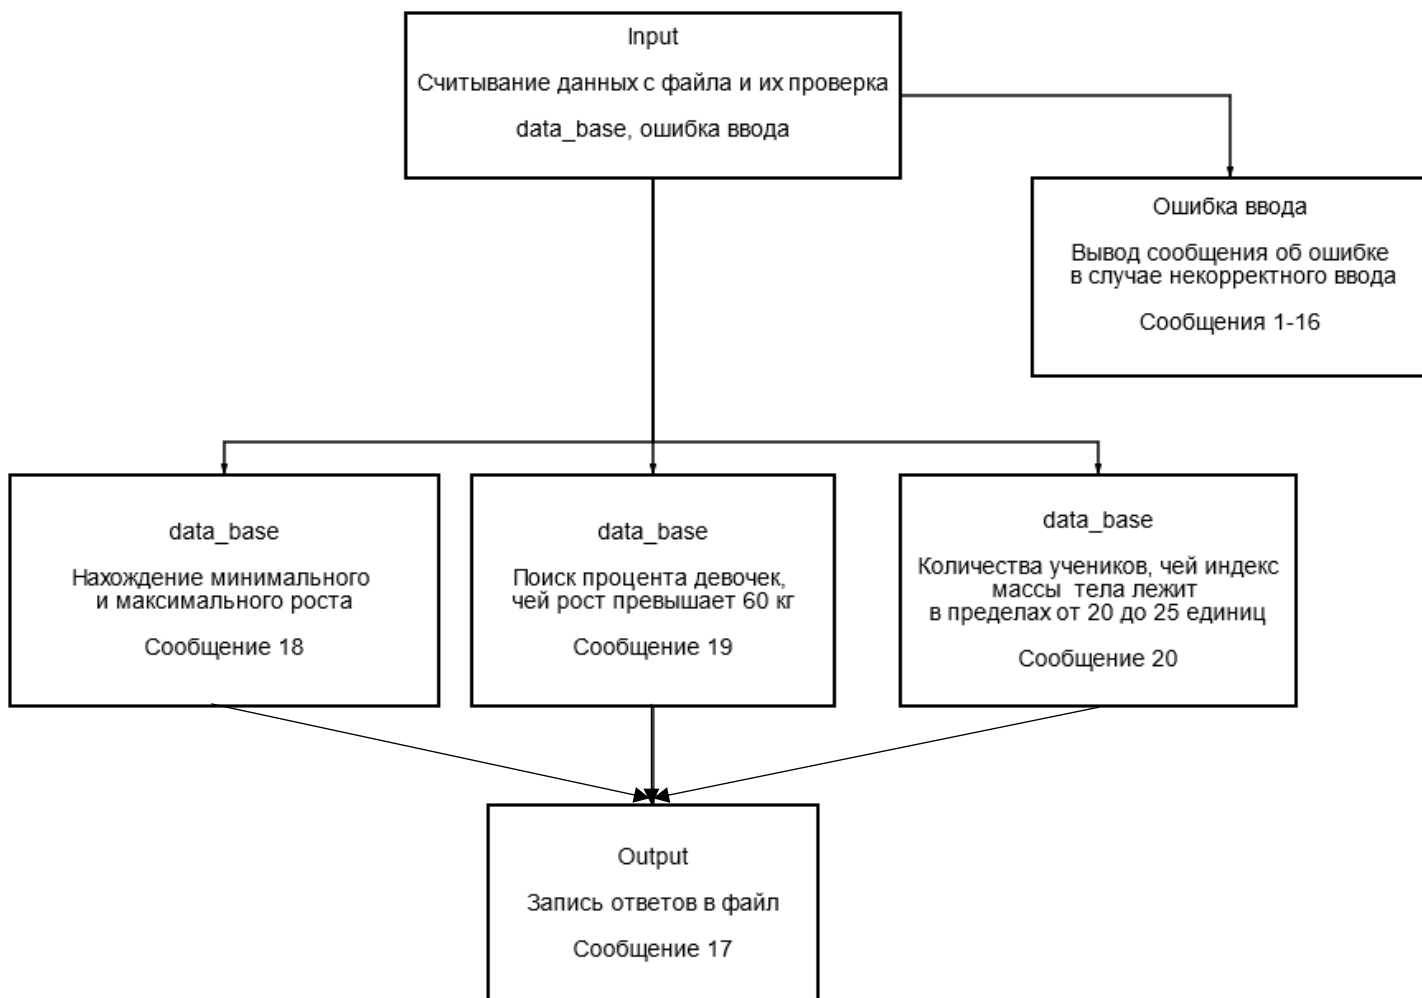 Input
Считывание данных с файла и их проверка
data_base, ошибка ввода
Ошибка ввода
Вывод сообщения об ошибке
в случае некорректного ввода
Сообщения 1-16
data_base
Нахождение минимального
и максимального роста
Сообщение 18
data_base
Поиск процента девочек,
чей рост превышает 60 кг
Сообщение 19
data_base
Количества учеников, чей индекс
массы тела лежит
в пределах от 20 до 25 единиц
Сообщение 20
Output
Запись ответов в файл
Сообщение 17